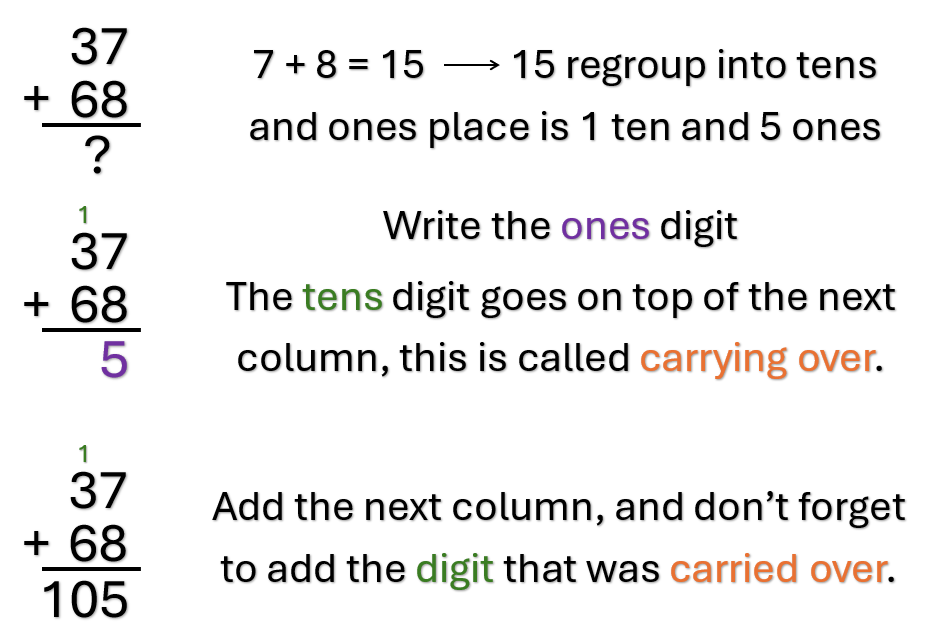 37
+ 68
?
7 + 8 = 15 ⟶ 15 regroup into tens
and ones place is 1 ten and 5 ones
1
37
+ 68
5
Write the ones digit
The tens digit goes on top of the next
column, this is called carrying over.
1
37
+ 68
105
Add the next column, and don’t forget
to add the digit that was carried over.